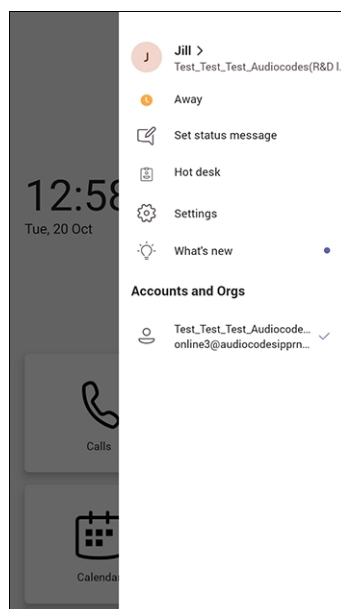 J
Jill >
Test_Test_Test_Audiocodes(R&D I.
Away
Set status message
Hot desk
Settings
What's new
Accounts and Orgs
Test_Test_Test_Audiocode...
online3@audiocodesipprn...
12:58
Tue, 20 Oct
Calls
Calenda